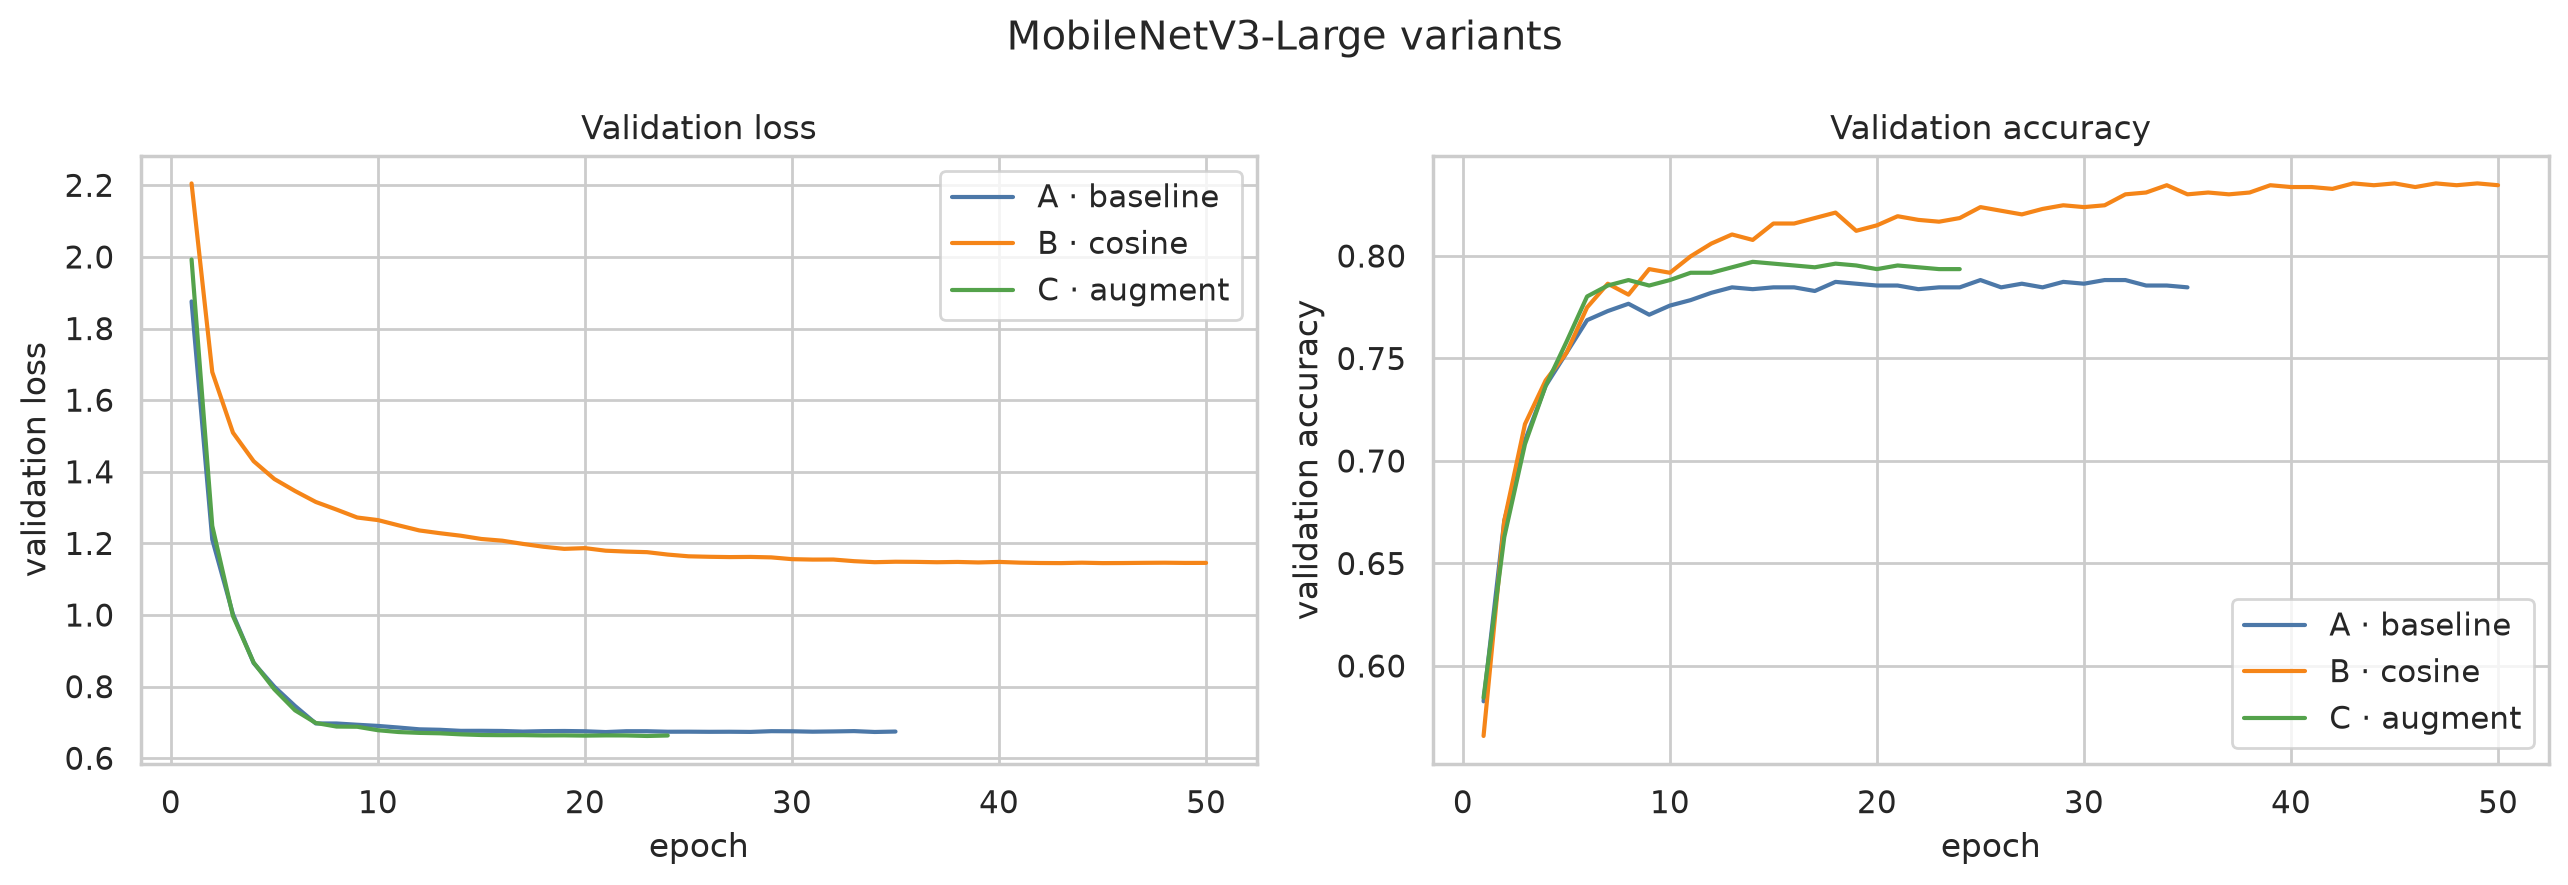 MobileNetV3-Large variants
Validation loss
validation loss
2.2
2.0
1.8
1.6
1.4
1.2
1.0
0.8
0.6
0
10
20
30
40
50
epoch
A · baseline
B · cosine
C · augment
Validation accuracy
validation accuracy
0.80
0.75
0.70
0.65
0.60
0
10
20
30
40
50
epoch
A · baseline
B · cosine
C · augment